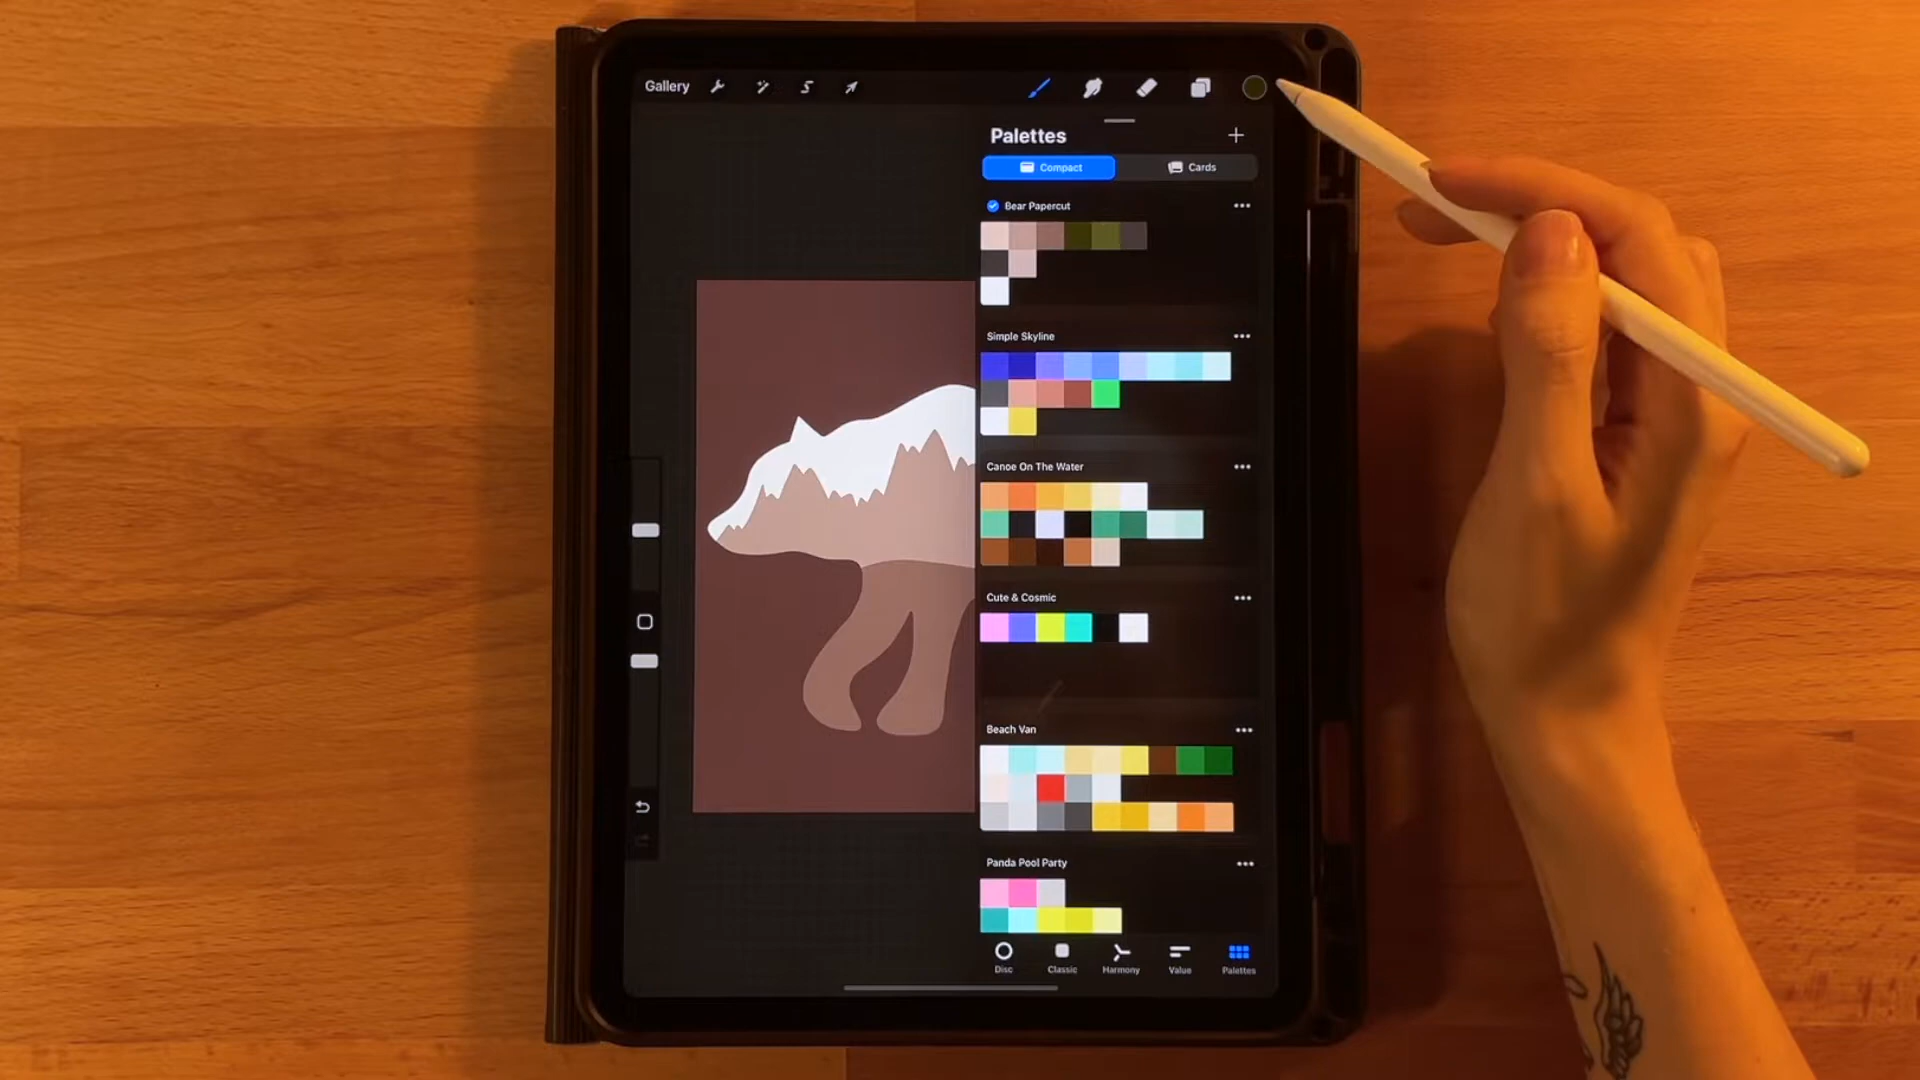 Gallery
Palettes
Compact
Cards
Bear Papercut
Simple Skyline
Canoe On The Water
Cute & Cosmic
Beach Van
Panda Pool Party
Disc
Classic
Harmony
Value
Palettes